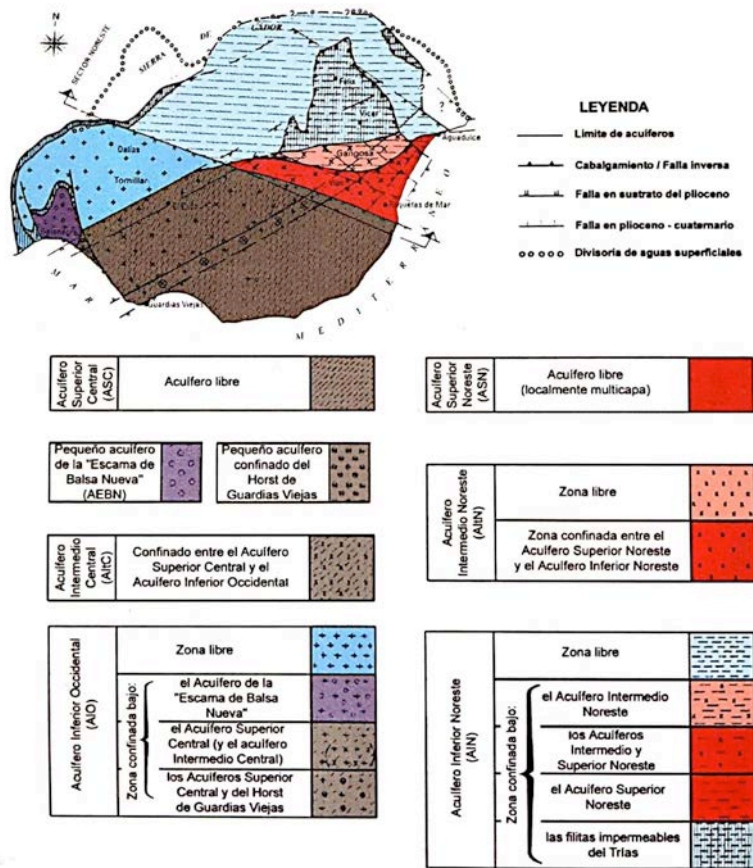 N
SECTOR NORESTE
SIERRA DE GADOR
Felix
Vicar
Aguadulce
Dalías
Gangosa
Tornillar
Roquetas de Mar
Guardias Viejas
MAR MEDITERRANEO
LEYENDA
Límite de acuíferos
Cabalgamiento / Falla inversa
Falla en sustrato del plioceno
Falla en plioceno - cuaternario
Divisoria de aguas superficiales
Acuífero
Superior
Central
(ASC)
Acuífero libre
Acuífero
Superior
Noreste
(ASN)
Acuífero libre
(localmente multicapa)
Pequeño acuífero
de la "Escama de
Balsa Nueva"
(AEBN)
Pequeño acuífero
confinado del
Horst de
Guardias Viejas
Acuífero
Intermedio Noreste
(AItN)
Zona libre
Zona confinada entre el
Acuífero Superior Noreste
y el Acuífero Inferior Noreste
Acuífero
Intermedio
Central
(AItC)
Confinado entre el Acuífero
Superior Central y el
Acuífero Inferior Occidental
Acuífero Inferior Occidental
(AIO)
Zona libre
Zona confinada bajo:
el Acuífero de la
"Escama de Balsa
Nueva"
el Acuífero Superior
Central (y el acuífero
Intermedio Central)
los Acuíferos Superior
Central y del Horst
de Guardias Viejas
Acuífero Inferior Noreste
(AIN)
Zona libre
Zona confinada bajo:
el Acuífero Intermedio
Noreste
los Acuíferos
Intermedio y
Superior Noreste
el Acuífero Superior
Noreste
las filitas impermeables
del Trías